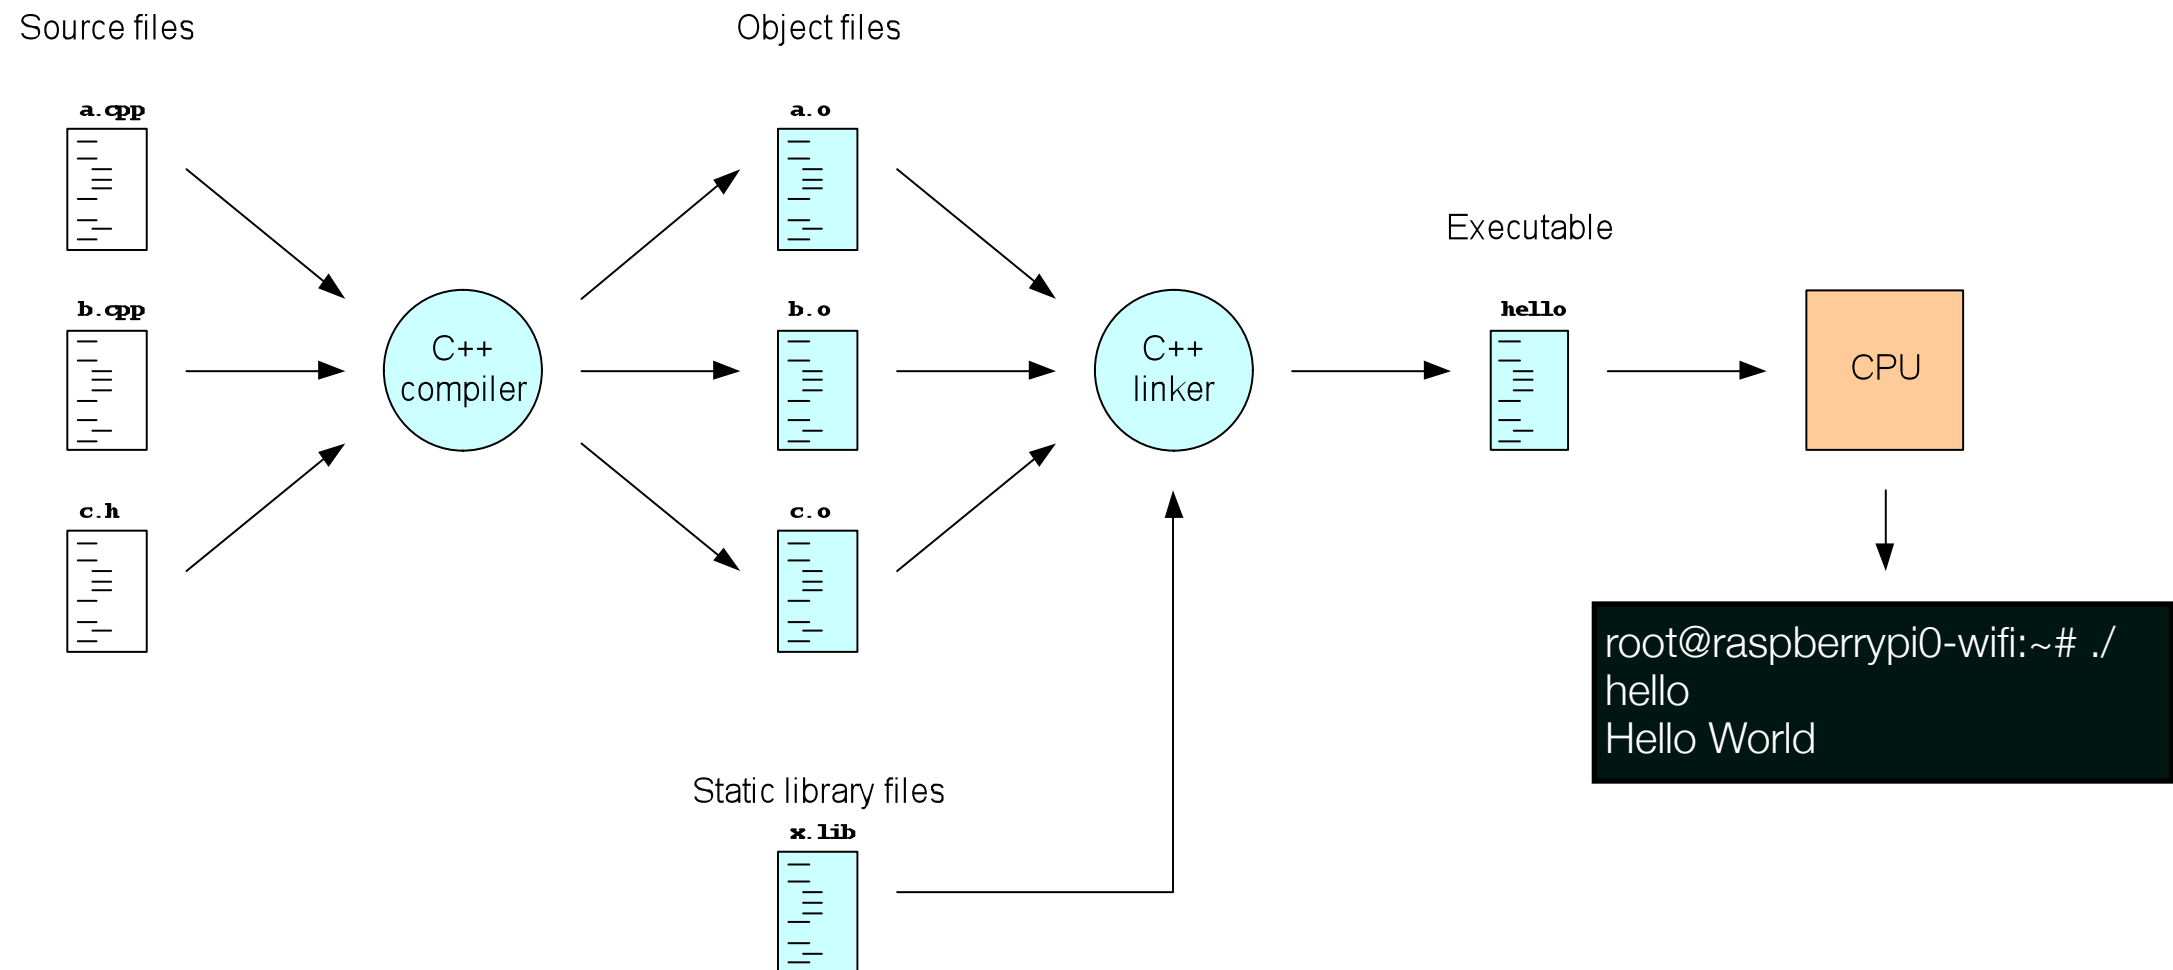 Source files
Object files
a.cpp
a.o
Executable
b.cpp
b.o
hello
C++
compiler
C++
linker
CPU
c.h
c.o
root@raspberrypi0-wifi:~# ./
hello
Hello World
Static library files
x.lib